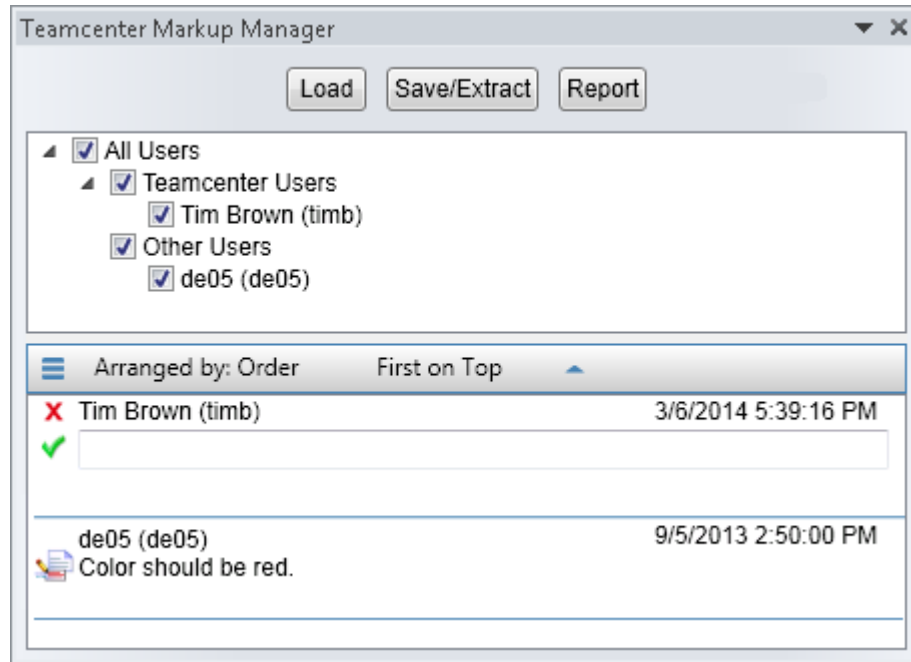 Teamcenter Markup Manager
Load Save/Extract Report
All Users
Teamcenter Users
Tim Brown (timb)
Other Users
de05 (de05)
Arranged by: Order First on Top
Tim Brown (timb) 3/6/2014 5:39:16 PM
de05 (de05) 9/5/2013 2:50:00 PM
Color should be red.